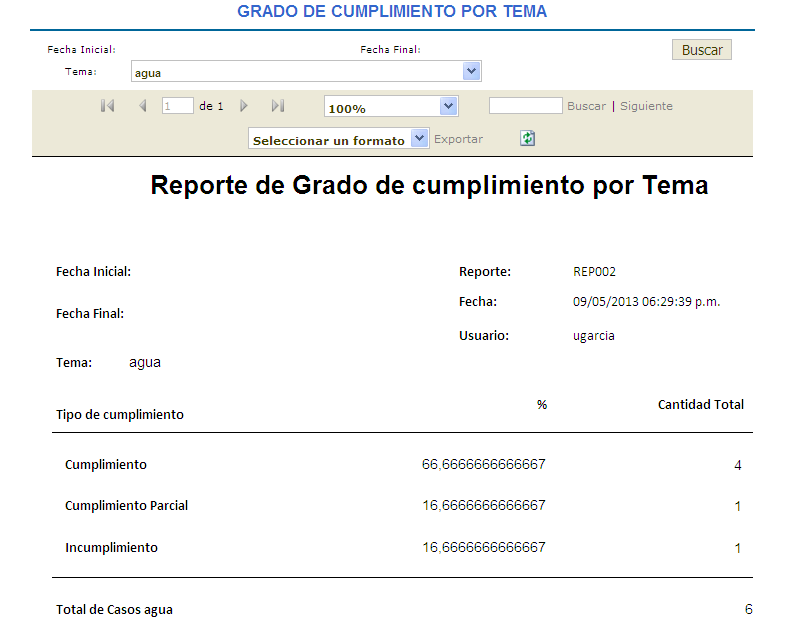 GRADO DE CUMPLIMIENTO POR TEMA
Fecha Inicial: Fecha Final: Buscar
Tema: agua
1 de 1 100% Buscar | Siguiente
Seleccionar un formato Exportar
Reporte de Grado de cumplimiento por Tema
Fecha Inicial: Reporte: REP002
Fecha: 09/05/2013 06:29:39 p.m.
Fecha Final:
Usuario: ugarcia
Tema: agua
% Cantidad Total
Tipo de cumplimiento
Cumplimiento 66,6666666666667 4
Cumplimiento Parcial 16,6666666666667 1
Incumplimiento 16,6666666666667 1
Total de Casos agua 6